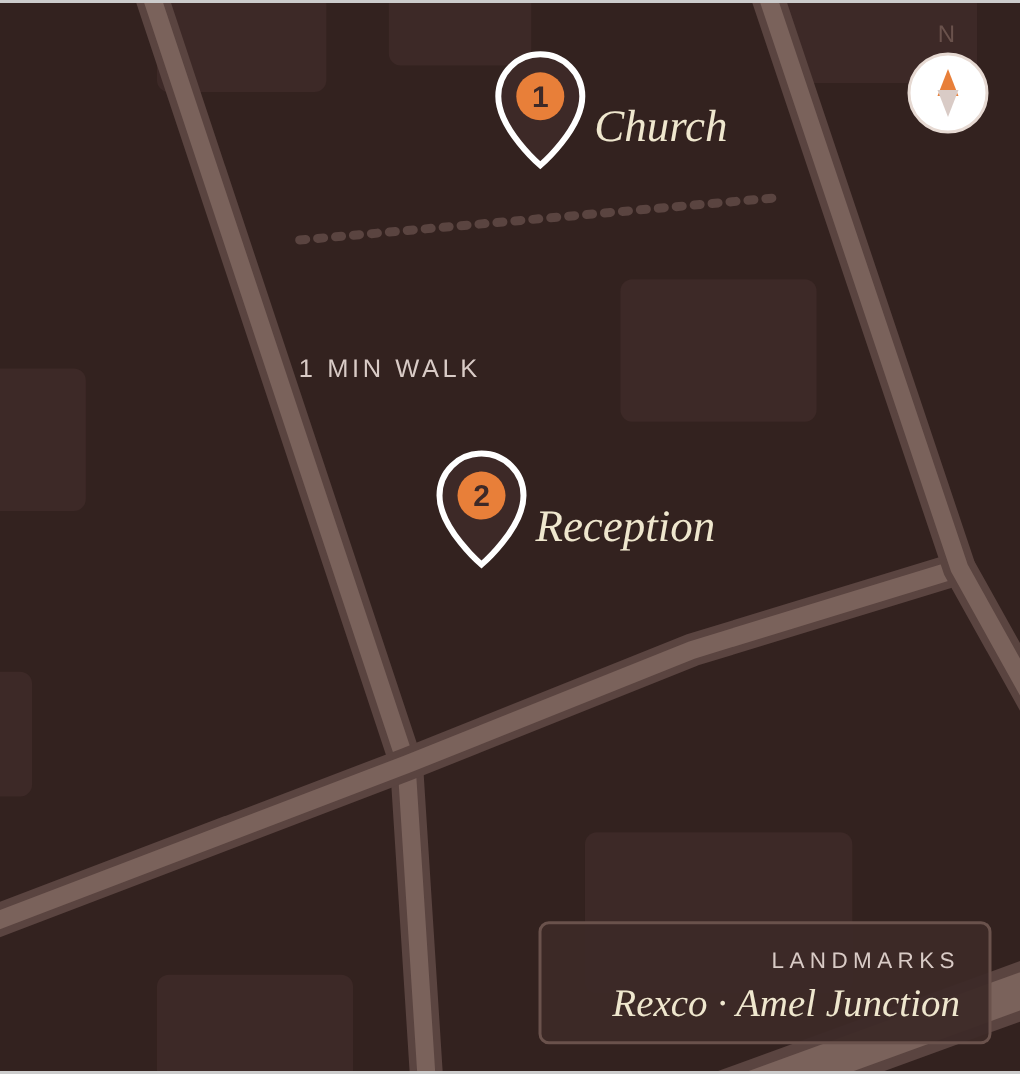 N
1
Church
1 MIN WALK
2
Reception
LANDMARKS
Rexco · Amel Junction